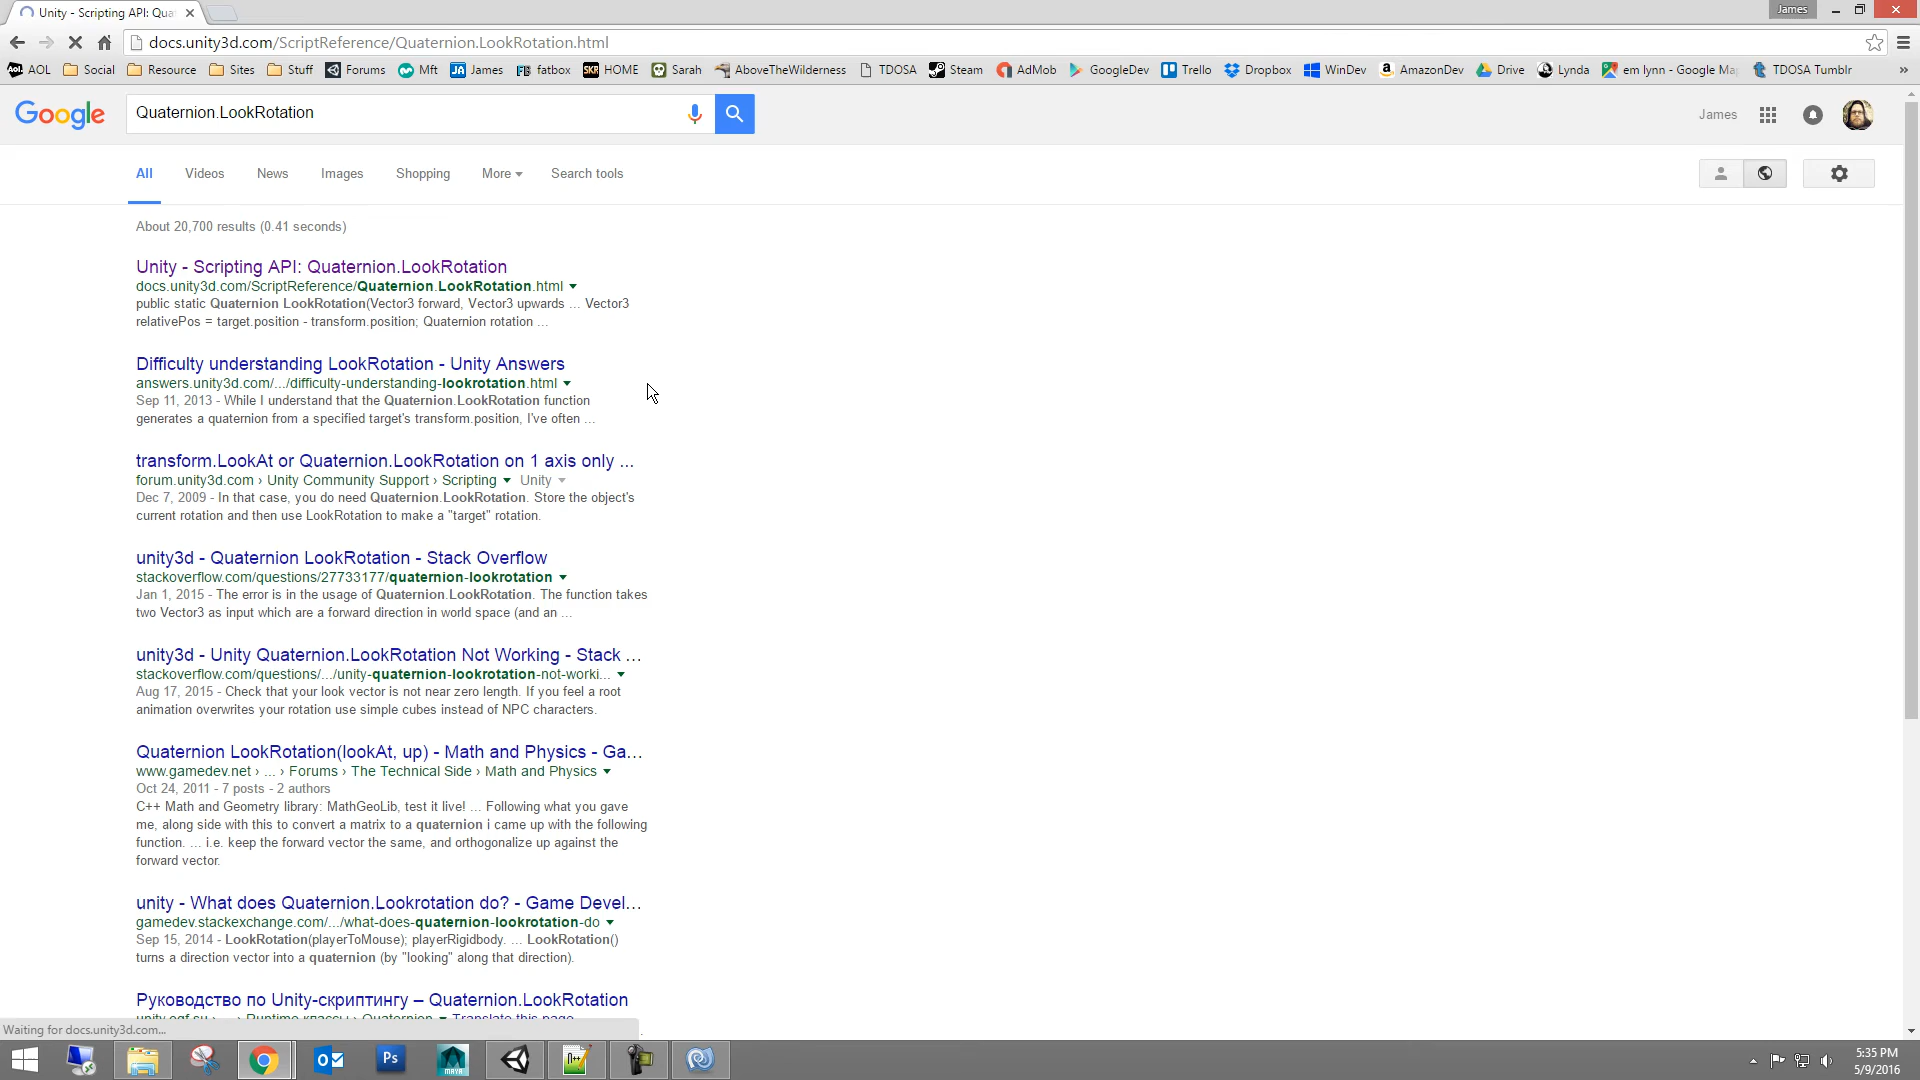 Unity - Scripting API: Qua
James
docs.unity3d.com/ScriptReference/Quaternion.LookRotation.html
AOL Social Resource Sites Stuff Forums Mft James fatbox HOME Sarah AboveTheWilderness TDOSA Steam AdMob GoogleDev Trello Dropbox WinDev AmazonDev Drive Lynda em lynn - Google Ma TDOSA Tumblr »
Google Quaternion.LookRotation James
All Videos News Images Shopping More Search tools
About 20,700 results (0.41 seconds)
Unity - Scripting API: Quaternion.LookRotation
docs.unity3d.com/ScriptReference/Quaternion.LookRotation.html
public static Quaternion LookRotation(Vector3 forward, Vector3 upwards ... Vector3
relativePos = target.position - transform.position; Quaternion rotation ...
Difficulty understanding LookRotation - Unity Answers
answers.unity3d.com/.../difficulty-understanding-lookrotation.html
Sep 11, 2013 - While I understand that the Quaternion.LookRotation function
generates a quaternion from a specified target's transform.position, I've often ...
transform.LookAt or Quaternion.LookRotation on 1 axis only ...
forum.unity3d.com › Unity Community Support › Scripting Unity
Dec 7, 2009 - In that case, you do need Quaternion.LookRotation. Store the object's
current rotation and then use LookRotation to make a "target" rotation.
unity3d - Quaternion LookRotation - Stack Overflow
stackoverflow.com/questions/27733177/quaternion-lookrotation
Jan 1, 2015 - The error is in the usage of Quaternion.LookRotation. The function takes
two Vector3 as input which are a forward direction in world space (and an ...
unity3d - Unity Quaternion.LookRotation Not Working - Stack ...
stackoverflow.com/questions/.../unity-quaternion-lookrotation-not-worki...
Aug 17, 2015 - Check that your look vector is not near zero length. If you feel a root
animation overwrites your rotation use simple cubes instead of NPC characters.
Quaternion LookRotation(lookAt, up) - Math and Physics - Ga...
www.gamedev.net › ... › Forums › The Technical Side › Math and Physics
Oct 24, 2011 - 7 posts - 2 authors
C++ Math and Geometry library: MathGeoLib, test it live! ... Following what you gave
me, along side with this to convert a matrix to a quaternion i came up with the following
function. ... i.e. keep the forward vector the same, and orthogonalize up against the
forward vector.
unity - What does Quaternion.Lookrotation do? - Game Devel...
gamedev.stackexchange.com/.../what-does-quaternion-lookrotation-do
Sep 15, 2014 - LookRotation(playerToMouse); playerRigidbody. ... LookRotation()
turns a direction vector into a quaternion (by "looking" along that direction).
Руководство по Unity-скриптингу – Quaternion.LookRotation
Quaternion Translate this page
Waiting for docs.unity3d.com...
Ps MAYA
5:35 PM
5/9/2016